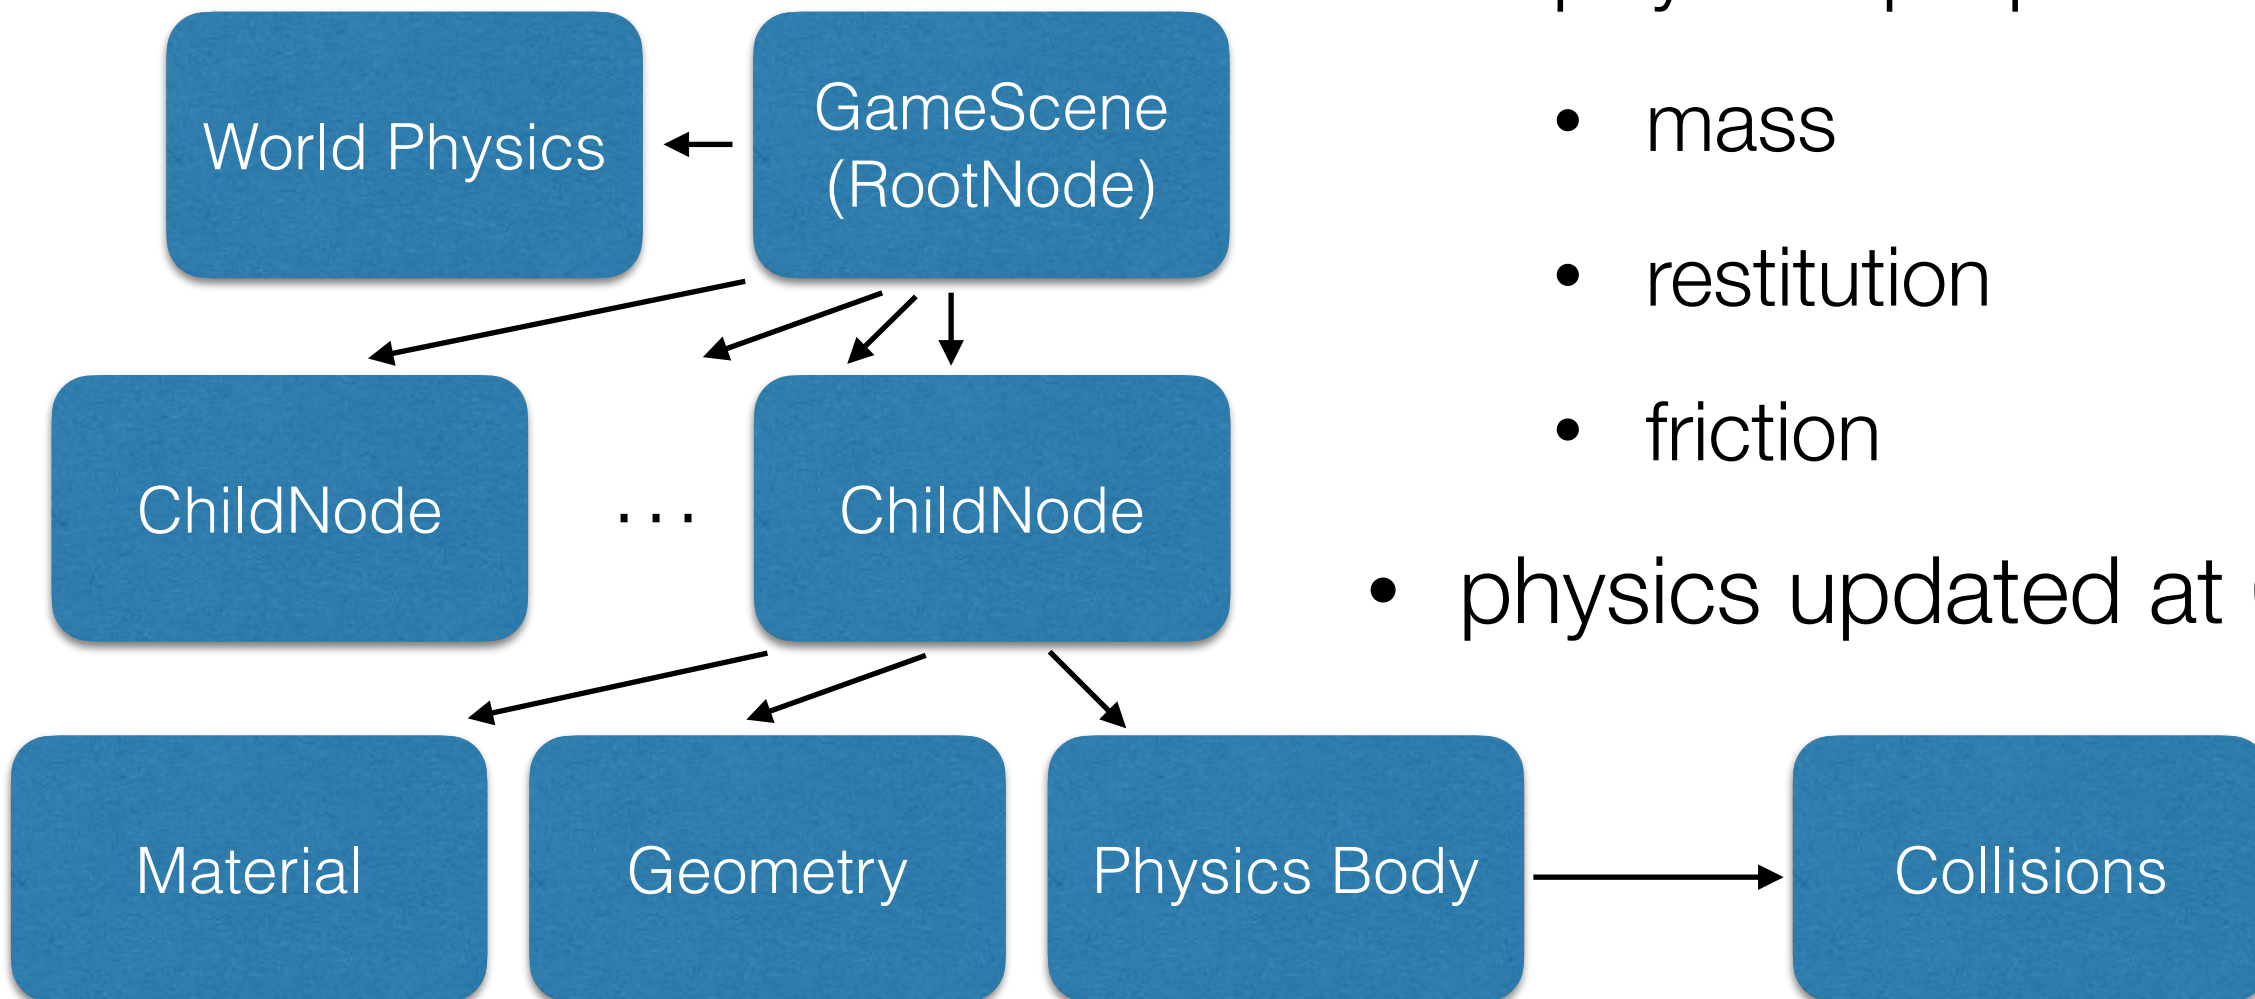 World Physics
GameScene
(RootNode)
ChildNode
. . .
ChildNode
Material
Geometry
Physics Body
Collisions
• mass
• restitution
• friction
• physics updated at